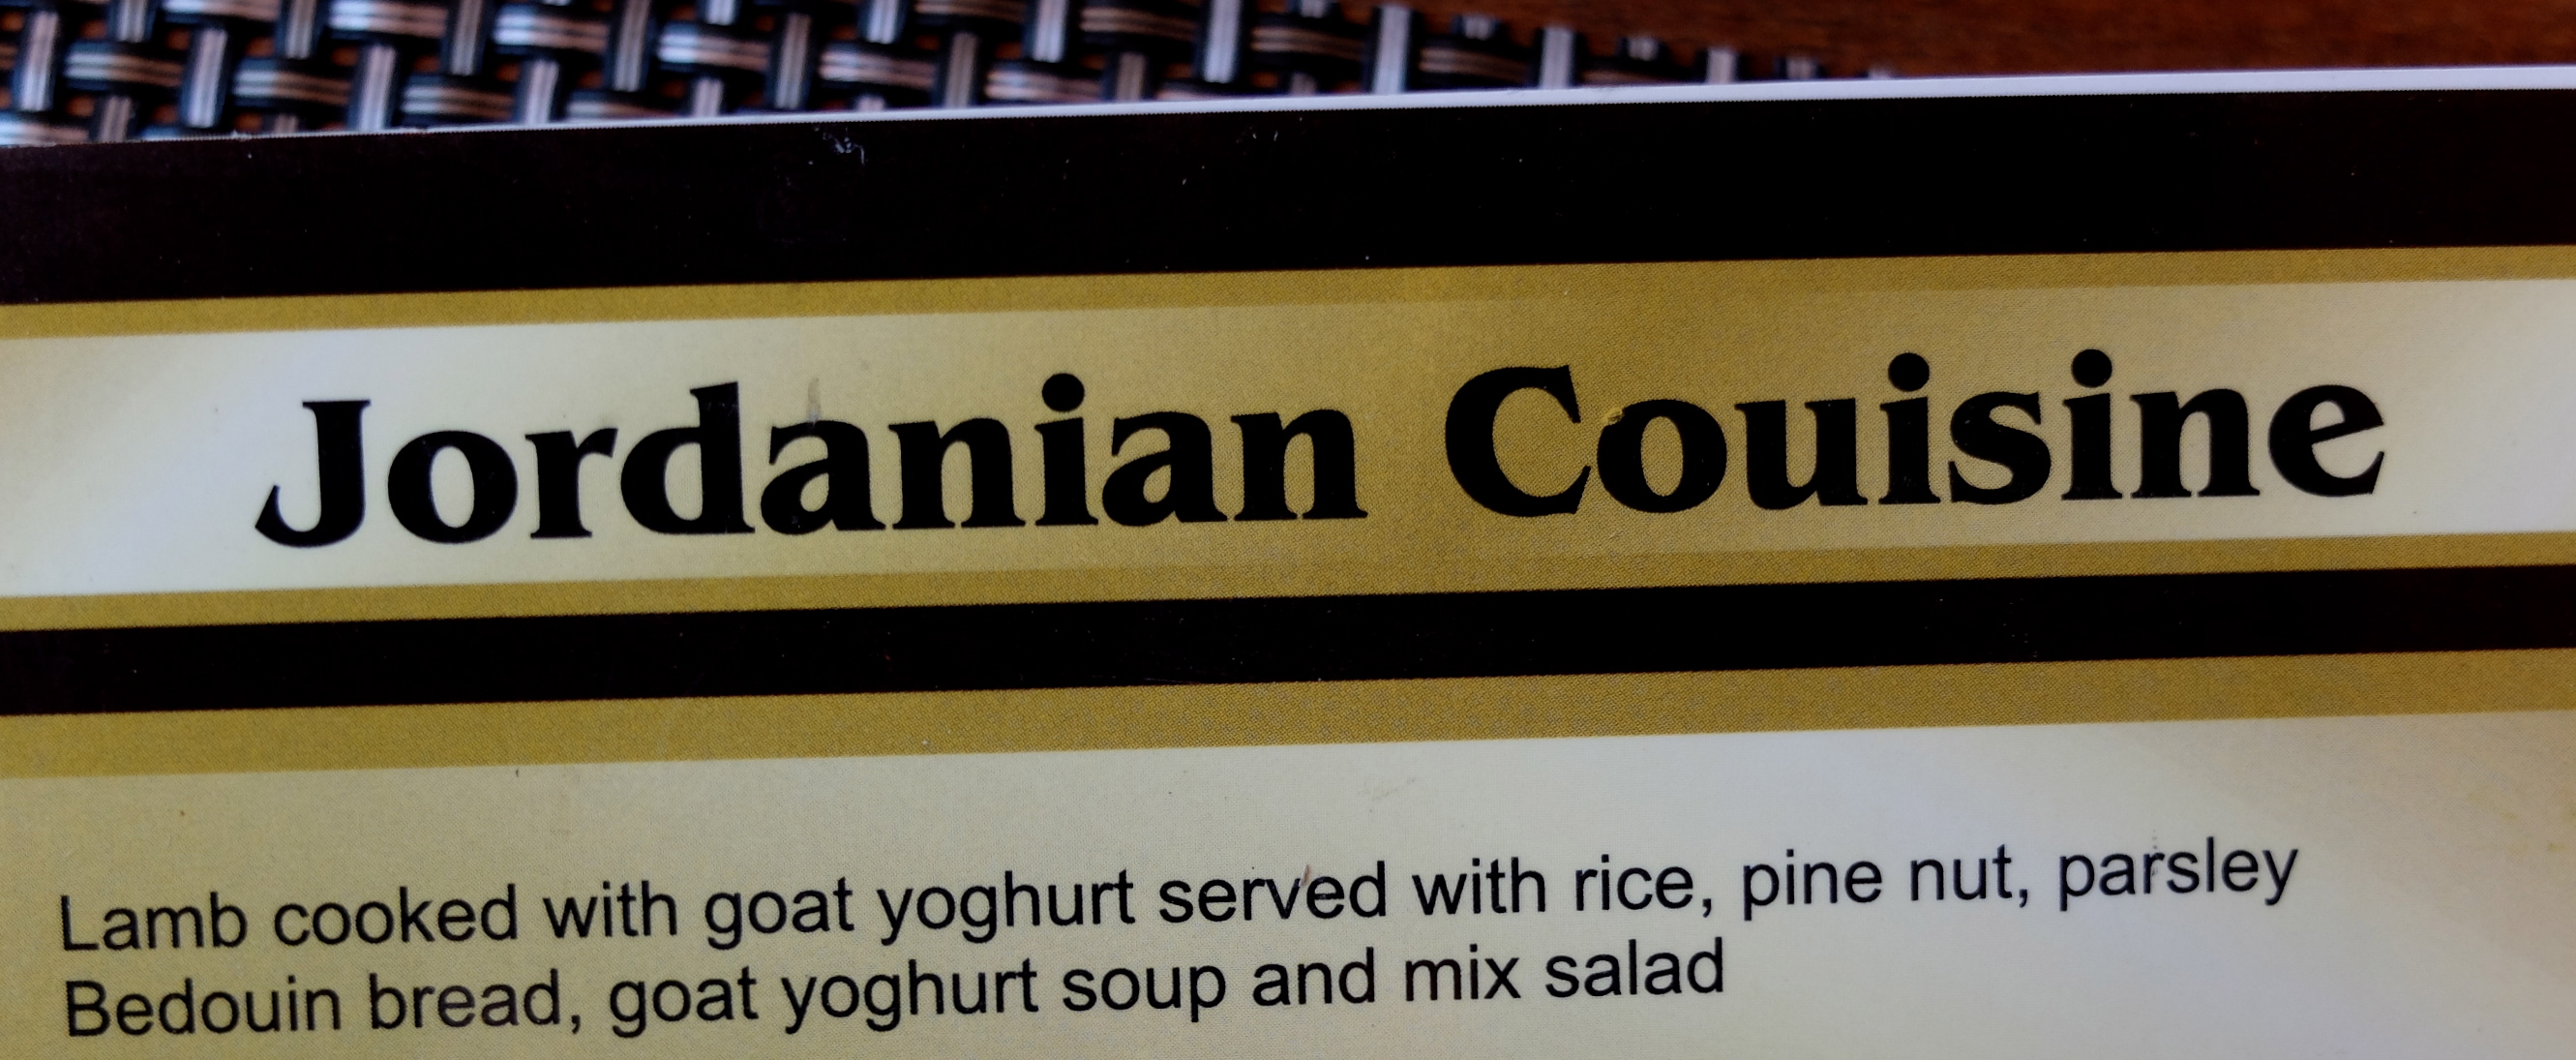 Jordanian Couisine
Lamb cooked with goat yoghurt served with rice, pine nut, parsley
Bedouin bread, goat yoghurt soup and mix salad